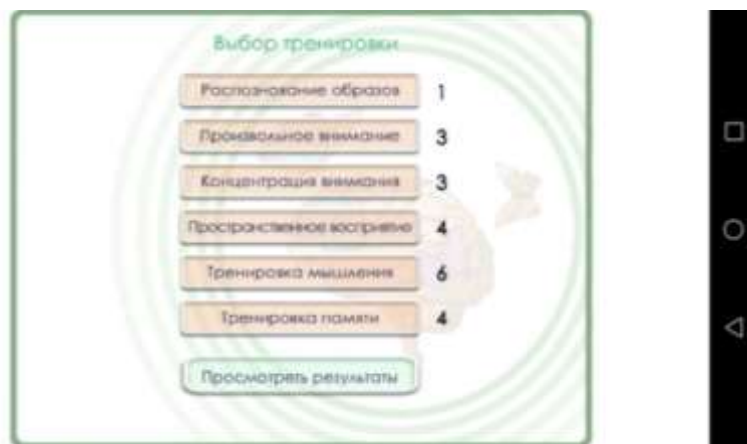 Выбор тренировки
Распознование образов 1
Произвольное внимание 3
Концентрация внимания 3
Пространственное восприятие 4
Тренировка мышления 6
Тренировка памяти 4
Просмотреть результаты